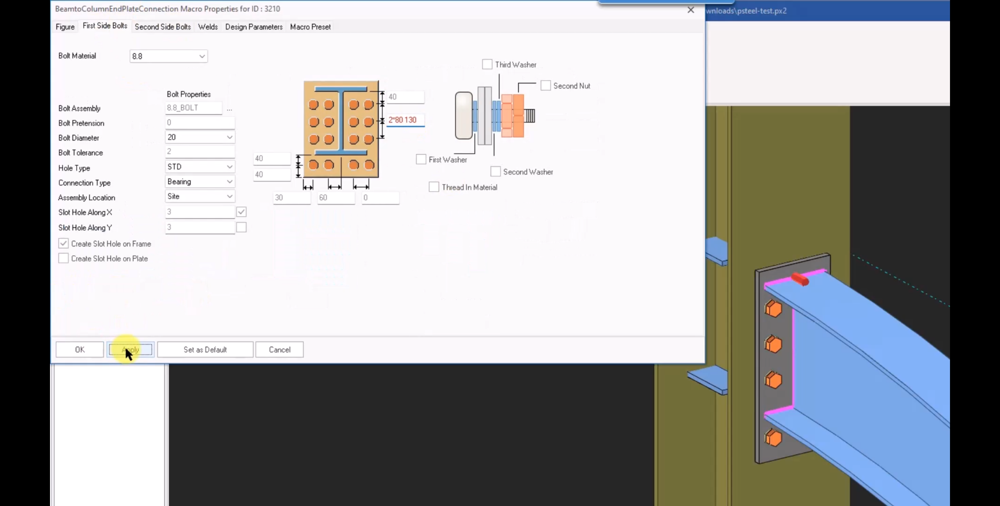 BeamtoColumnEndPlateConnection Macro Properties for ID : 3210
wnloads\psteel-test.px2
Figure First Side Bolts Second Side Bolts Welds Design Parameters Macro Preset
Bolt Material 8.8
Third Washer
Second Nut
Bolt Properties
40
Bolt Assembly 8.8_BOLT ...
Bolt Pretension 0
2*80 130
Bolt Diameter 20
Bolt Tolerance 2
40
First Washer
Hole Type STD
40
Second Washer
Connection Type Bearing
Thread In Material
Assembly Location Site
30 60 0
Slot Hole Along X 3
Slot Hole Along Y 3
Create Slot Hole on Frame
Create Slot Hole on Plate
OK Apply Set as Default Cancel